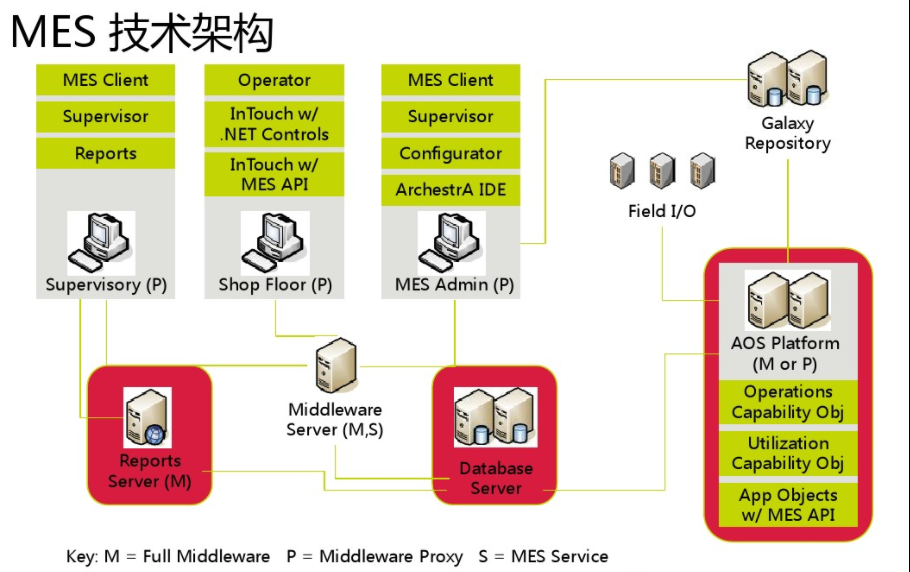 MES 技术架构
MES Client
Supervisor
Reports
Supervisory (P)
Operator
InTouch w/
.NET Controls
InTouch w/
MES API
Shop Floor (P)
MES Client
Supervisor
Configurator
ArchestrA IDE
MES Admin (P)
Galaxy
Repository
Field I/O
AOS Platform
(M or P)
Operations
Capability Obj
Utilization
Capability Obj
App Objects
w/ MES API
Middleware
Server (M,S)
Reports
Server (M)
Database
Server
Key: M = Full Middleware P = Middleware Proxy S = MES Service